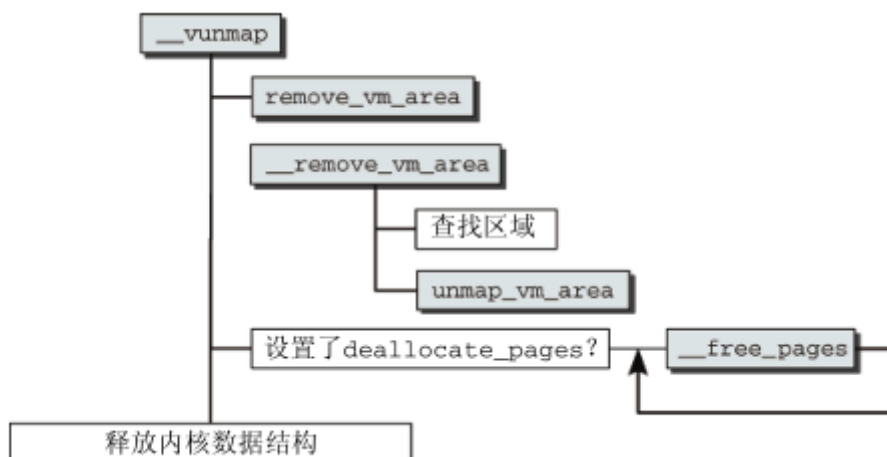 __vunmap
remove_vm_area
__remove_vm_area
查找区域
unmap_vm_area
设置了deallocate_pages?
__free_pages
释放内核数据结构